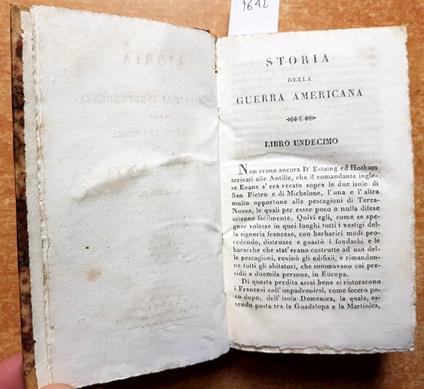 1642
STORIA
DELLA
GUERRA AMERICANA
LIBRO UNDECIMO
Non erano ancora D' Estaing ed Hotham
arrivati alle Antille, che il comandante ingle-
se Evans s' era recato sopra le due isole di
San Pietro e di Michelone, l' una e l' altra
molto opportune alle pescagioni di Terra-
Nuova, le quali per esser poco o nulla difese
ottenne facilmente. Quivi egli, come se spe-
gner volesse in quei luoghi tutti i vestigi del-
la signoria francese, con barbarici modi pro-
cedendo, distrusse e guastò i fondachi e le
baracche che stat' erano costrutte ad uso del-
le pescagioni, rovinò gli edifizii, e rimandon-
ne tutti gli abitatori, che sommavano coi pre-
sidii a duemila persone, in Europa.
Di questa perdita assai bene si ristorarono
i Francesi coll' impadronirsi, come fecero po-
co dopo, dell' isola Domenica, la quale, es-
sendo posta tra la Guadalupa e la Martinica,